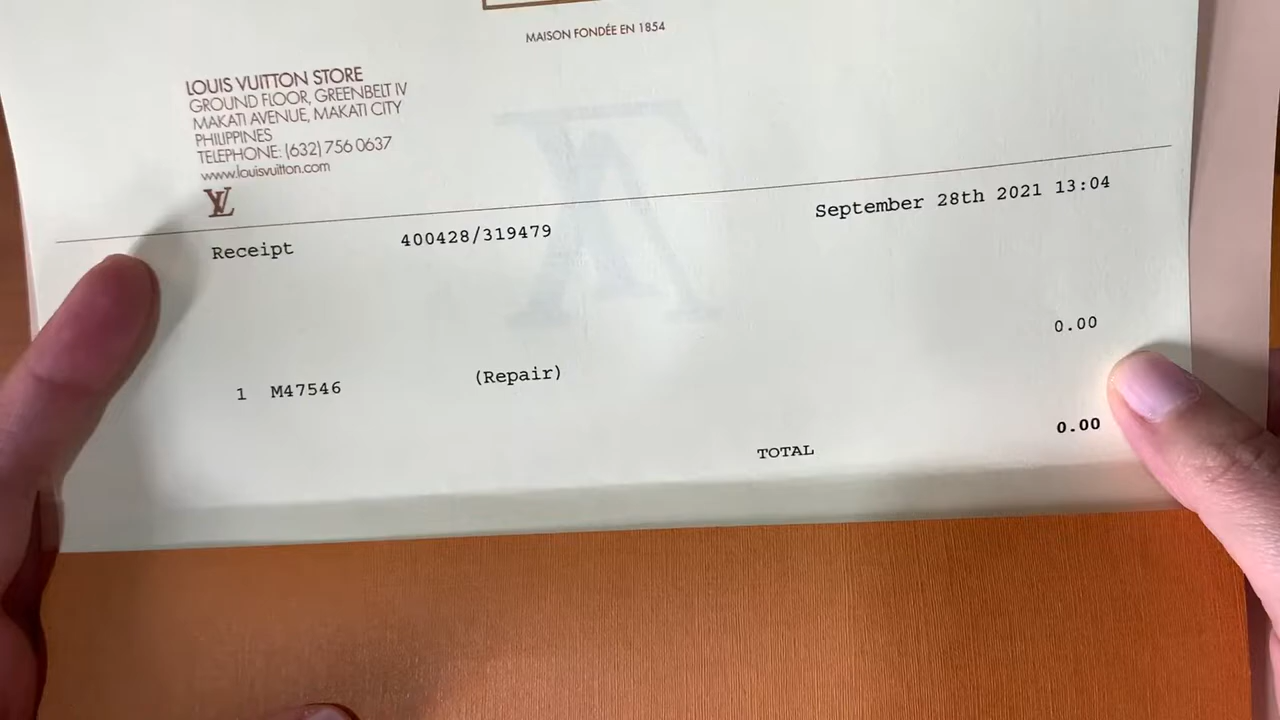 MAISON FONDÉE EN 1854
LOUIS VUITTON STORE
GROUND FLOOR, GREENBELT IV
MAKATI AVENUE, MAKATI CITY
PHILIPPINES
TELEPHONE: (632) 756 0637
www.louisvuitton.com
LV
Receipt 400428/319479 September 28th 2021 13:04
0.00
1 M47546 (Repair)
TOTAL 0.00